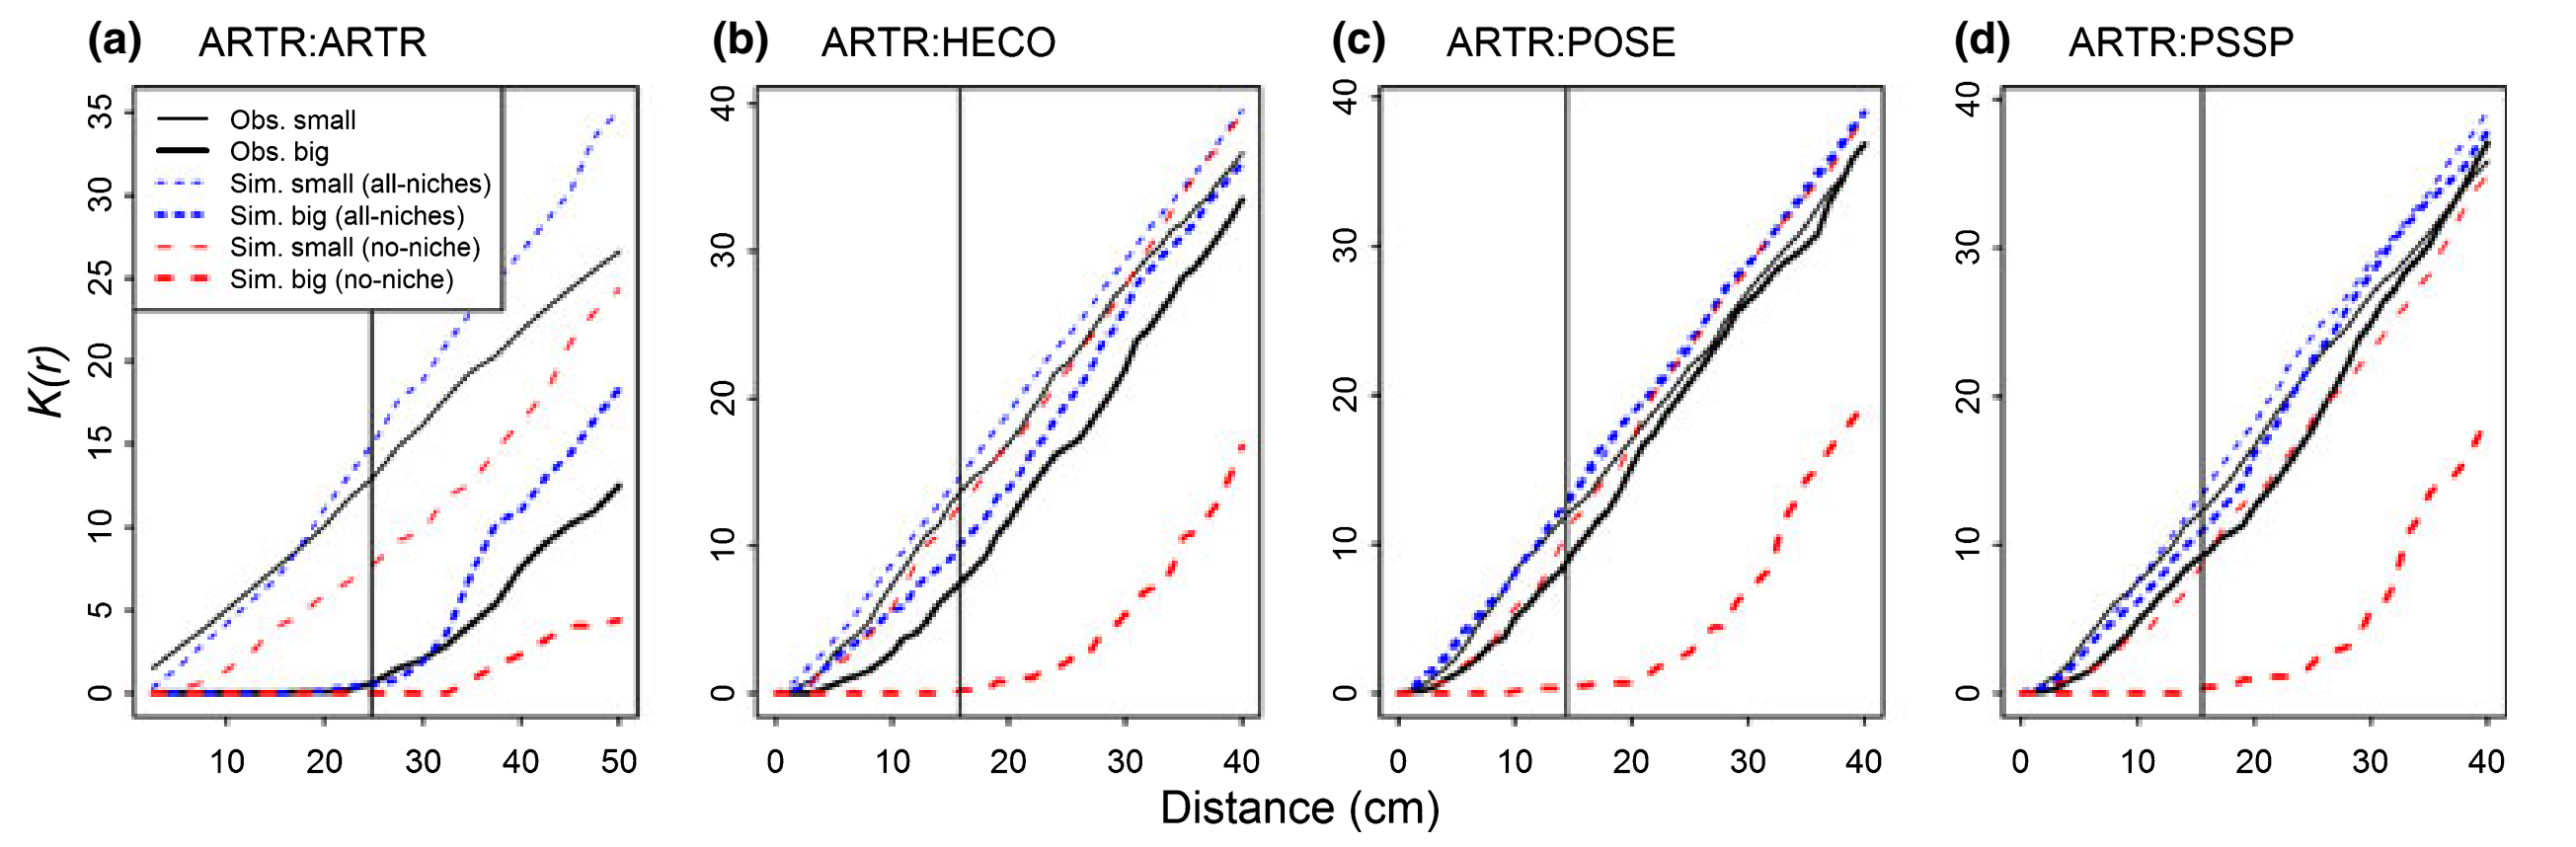 (a) ARTR:ARTR
(b) ARTR:HECO
(c) ARTR:POSE
(d) ARTR:PSSP
Obs. small
Obs. big
Sim. small (all-niches)
Sim. big (all-niches)
Sim. small (no-niche)
Sim. big (no-niche)
K(r)
35
30
25
20
15
10
5
0
10 20 30 40 50
40
30
20
10
0
0 10 20 30 40
40
30
20
10
0
0 10 20 30 40
40
30
20
10
0
0 10 20 30 40
Distance (cm)